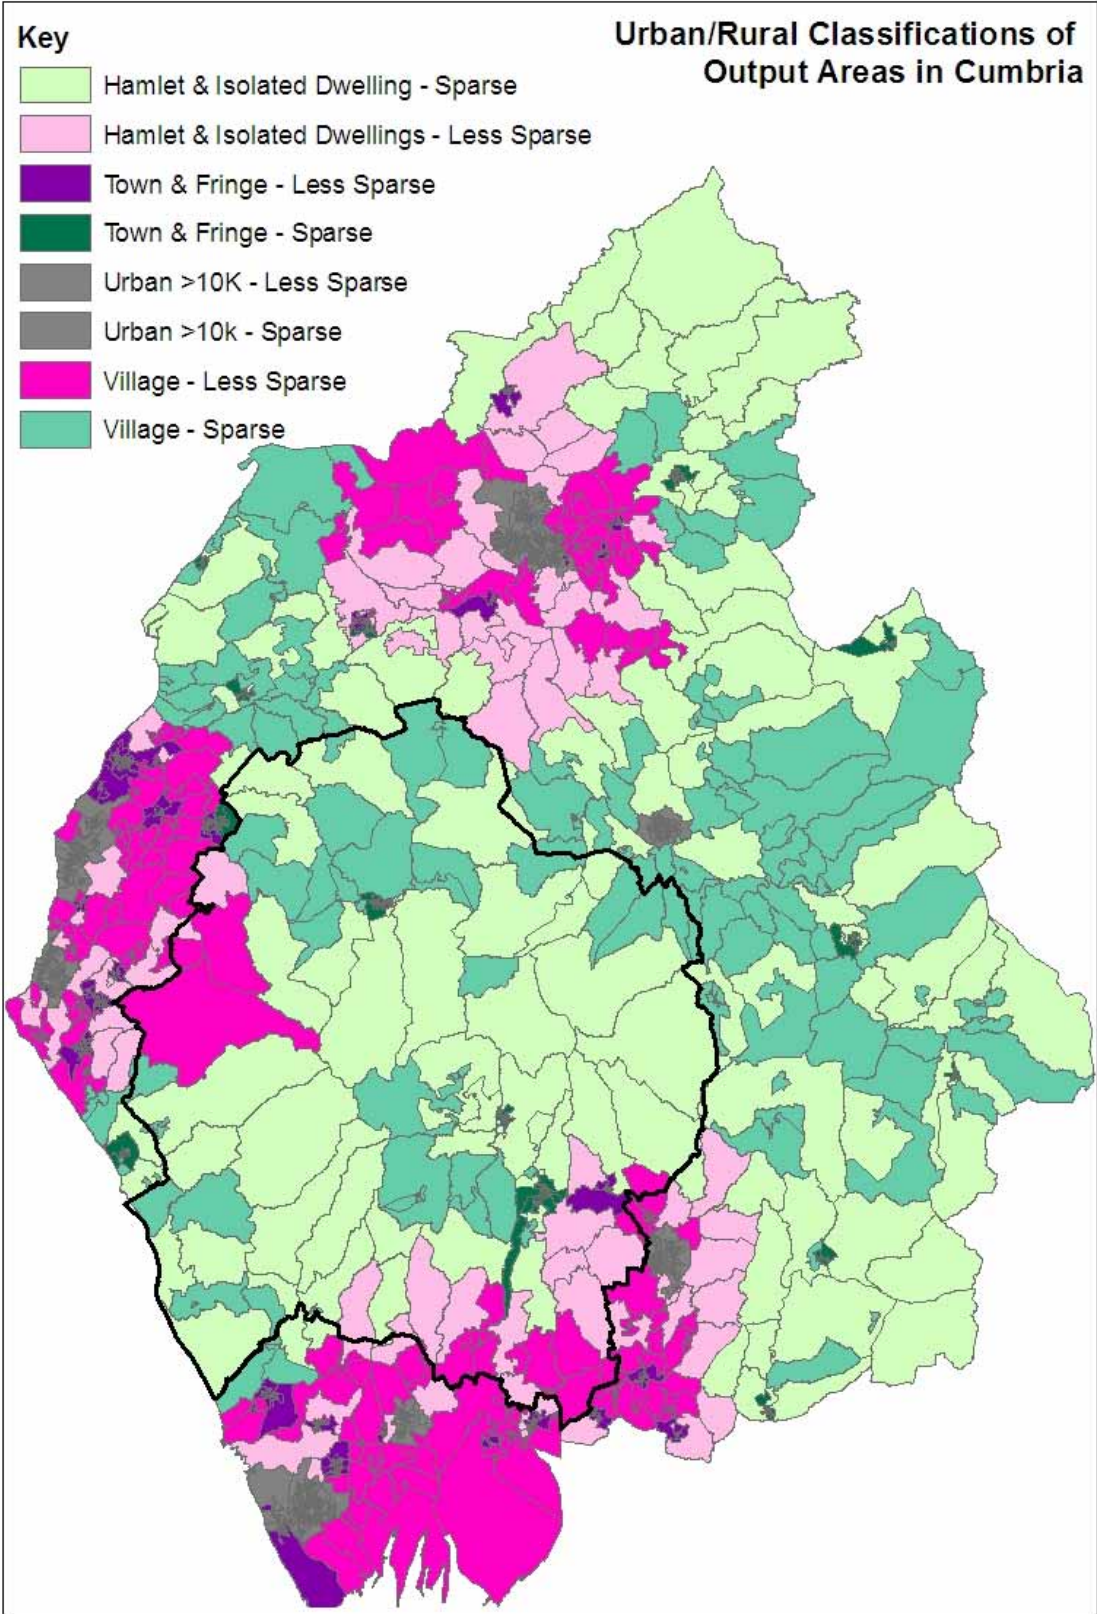 Key
Urban/Rural Classifications of
Output Areas in Cumbria
Hamlet & Isolated Dwelling - Sparse
Hamlet & Isolated Dwellings - Less Sparse
Town & Fringe - Less Sparse
Town & Fringe - Sparse
Urban >10K - Less Sparse
Urban >10k - Sparse
Village - Less Sparse
Village - Sparse